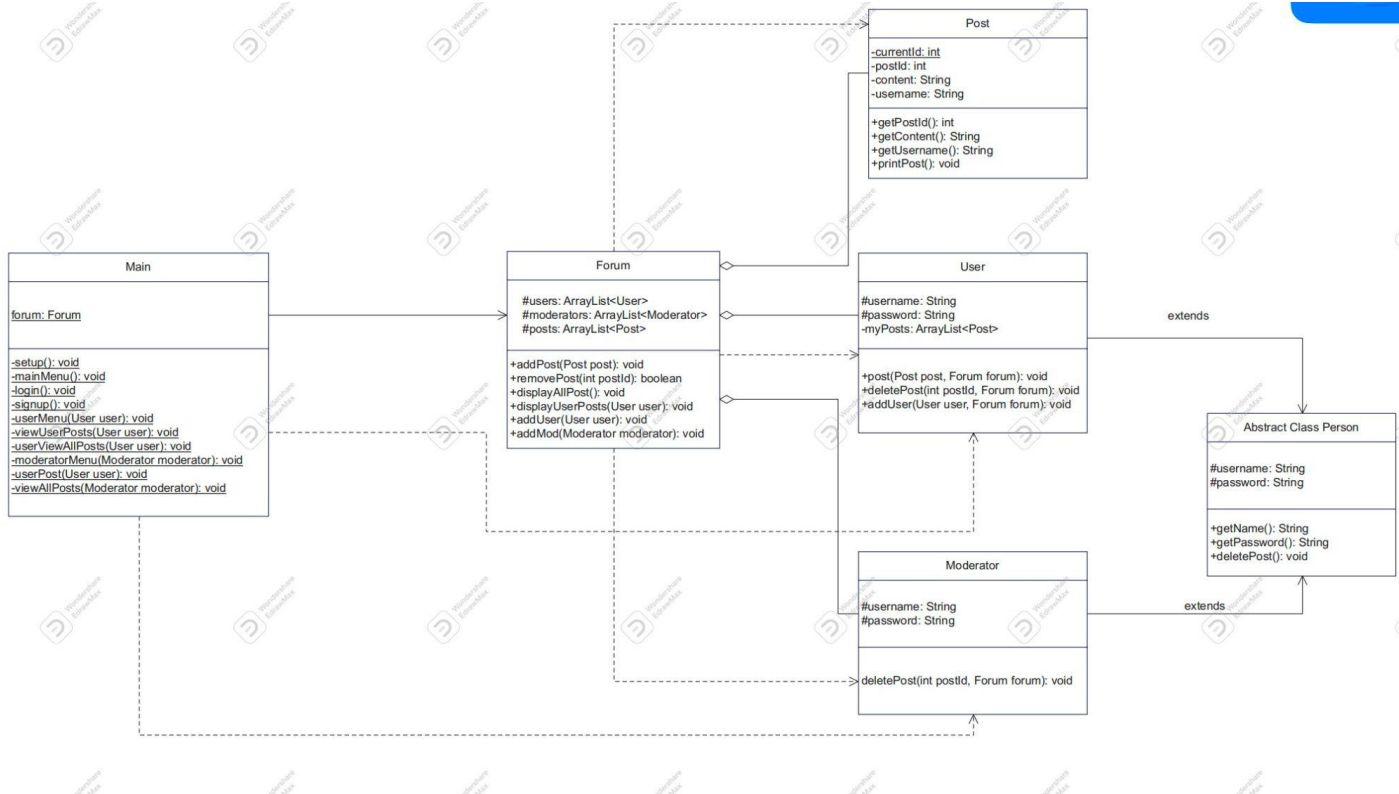 Post
-currentId: int
-postId: int
-content: String
-username: String
+getPostId(): int
+getContent(): String
+getUsername(): String
+printPost(): void
Main
forum: Forum
-setup(): void
-mainMenu(): void
-login(): void
-signup(): void
-userMenu(User user): void
-viewUserPosts(User user): void
-userViewAllPosts(User user): void
-moderatorMenu(Moderator moderator): void
-userPost(User user): void
-viewAllPosts(Moderator moderator): void
Forum
#users: ArrayList<User>
#moderators: ArrayList<Moderator>
#posts: ArrayList<Post>
+addPost(Post post): void
+removePost(int postId): boolean
+displayAllPost(): void
+displayUserPosts(User user): void
+addUser(User user): void
+addMod(Moderator moderator): void
User
#username: String
#password: String
-myPosts: ArrayList<Post>
+post(Post post, Forum forum): void
+deletePost(int postId, Forum forum): void
+addUser(User user, Forum forum): void
extends
Abstract Class Person
#username: String
#password: String
+getName(): String
+getPassword(): String
+deletePost(): void
Moderator
#username: String
#password: String
deletePost(int postId, Forum forum): void
extends
Wondershare
EdrawMax